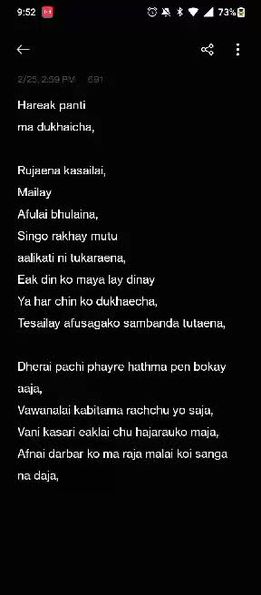 9:52
73%
2/25, 2:59 PM 691
Hareak panti
ma dukhaicha,
Rujaena kasailai,
Mailay
Afulai bhulaina,
Singo rakhay mutu
aalikati ni tukaraena,
Eak din ko maya lay dinay
Ya har chin ko dukhaecha,
Tesailay afusagako sambanda tutaena,
Dherai pachi phayre hathma pen bokay
aaja,
Vawanalai kabitama rachchu yo saja,
Vani kasari eaklai chu hajarauko maja,
Afnai darbar ko ma raja malai koi sanga
na daja,